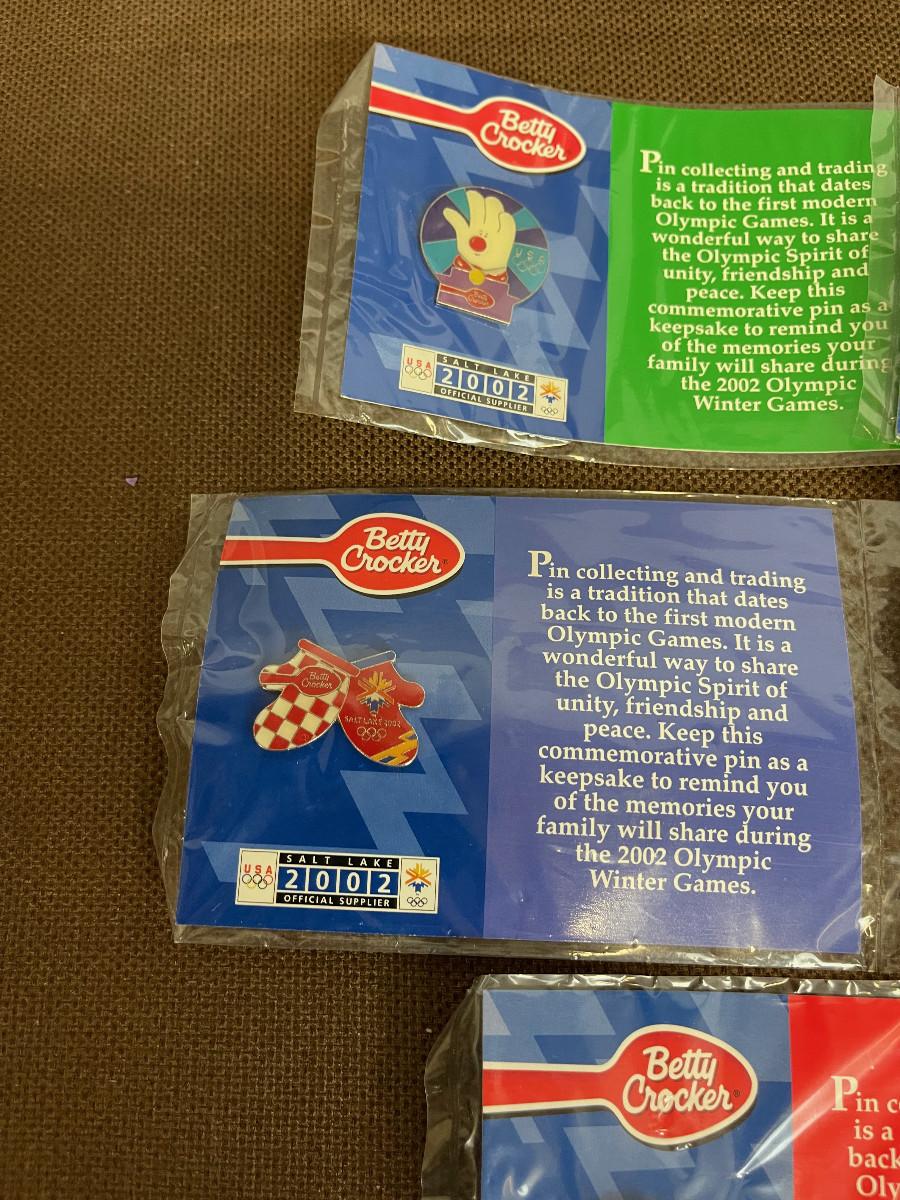 Betty
Crocker
Pin collecting and trading
is a tradition that dates
back to the first modern
Olympic Games. It is a
wonderful way to share
the Olympic Spirit of
unity, friendship and
peace. Keep this
commemorative pin as a
keepsake to remind you
of the memories your
family will share during
the 2002 Olympic
Winter Games.
USA
Betty
Crocker
USA
SALT LAKE
2002
OFFICIAL SUPPLIER
Betty
Crocker®
Pin collecting and trading
is a tradition that dates
back to the first modern
Olympic Games. It is a
wonderful way to share
the Olympic Spirit of
unity, friendship and
peace. Keep this
commemorative pin as a
keepsake to remind you
of the memories your
family will share during
the 2002 Olympic
Winter Games.
Betty
Crocker
SALT LAKE 2002
USA
SALT LAKE
2002
OFFICIAL SUPPLIER
Betty
Crocker®
Pin c
is a
back
Oly